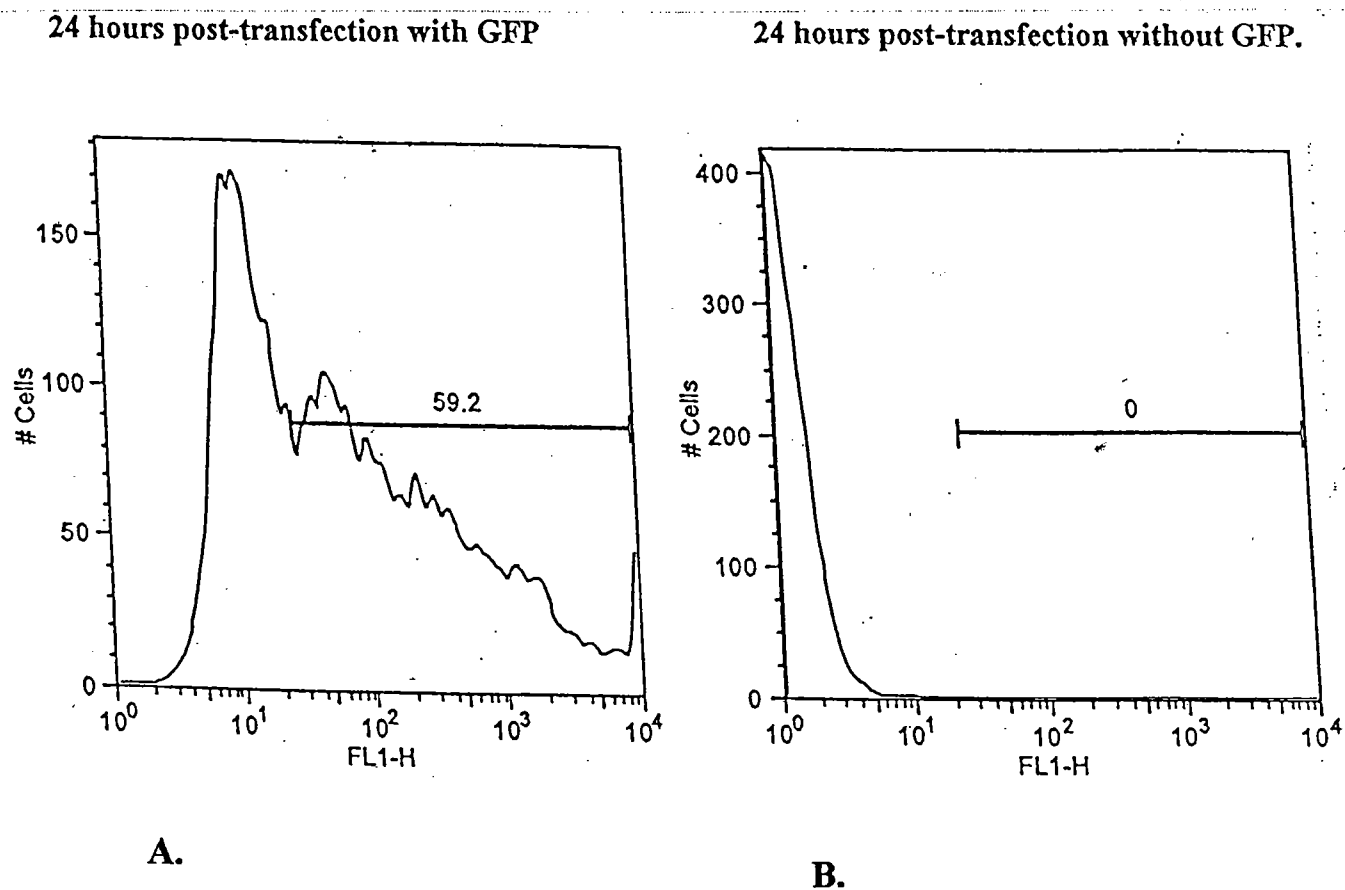 24 hours post-transfection with GFP
24 hours post-transfection without GFP.
150
100
50
0
# Cells
59.2
10^0 10^1 10^2 10^3 10^4
FL1-H
A.
400
300
200
100
0
# Cells
0
10^0 10^1 10^2 10^3 10^4
FL1-H
B.